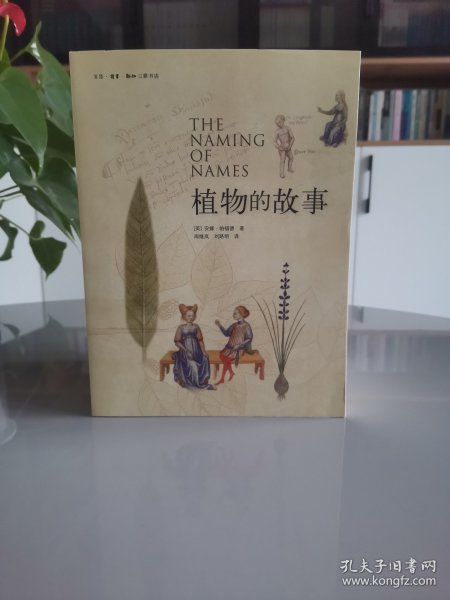 生活·读书·新知三联书店
THE
NAMING
OF
NAMES
植物的故事
[英] 安娜·帕福德 著
周继岚 刘路明 译
孔夫子旧书网
www.kongfz.com